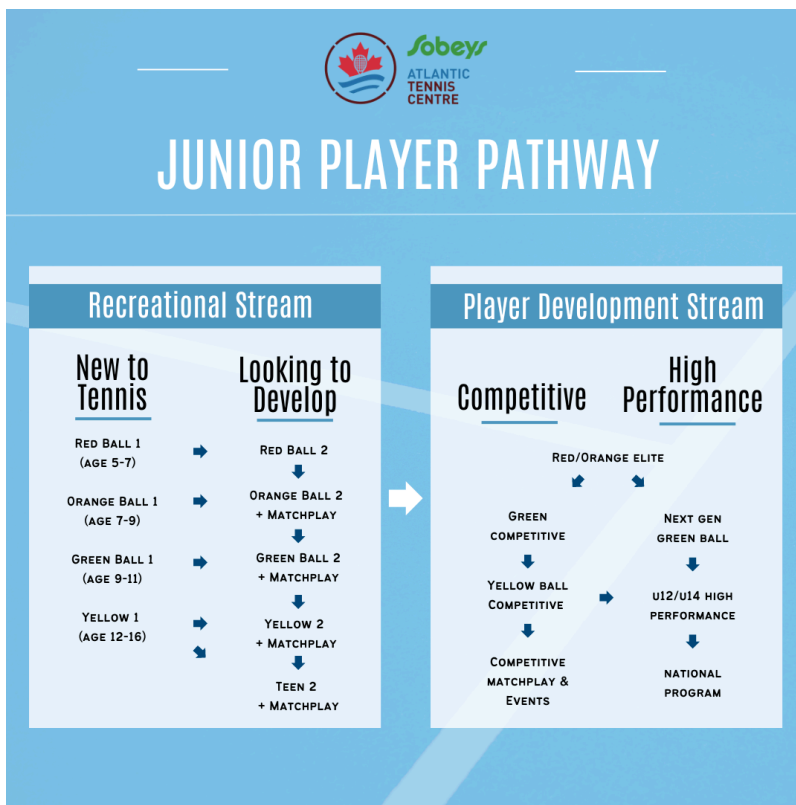 Sobeys
ATLANTIC
TENNIS
CENTRE
JUNIOR PLAYER PATHWAY
Recreational Stream
New to
Tennis
RED BALL 1
(AGE 5-7)
ORANGE BALL 1
(AGE 7-9)
GREEN BALL 1
(AGE 9-11)
YELLOW 1
(AGE 12-16)
Looking to
Develop
RED BALL 2
ORANGE BALL 2
+ MATCHPLAY
GREEN BALL 2
+ MATCHPLAY
YELLOW 2
+ MATCHPLAY
TEEN 2
+ MATCHPLAY
Player Development Stream
Competitive
High
Performance
RED/ORANGE ELITE
GREEN
COMPETITIVE
YELLOW BALL
COMPETITIVE
COMPETITIVE
MATCHPLAY &
EVENTS
NEXT GEN
GREEN BALL
U12/U14 HIGH
PERFORMANCE
NATIONAL
PROGRAM